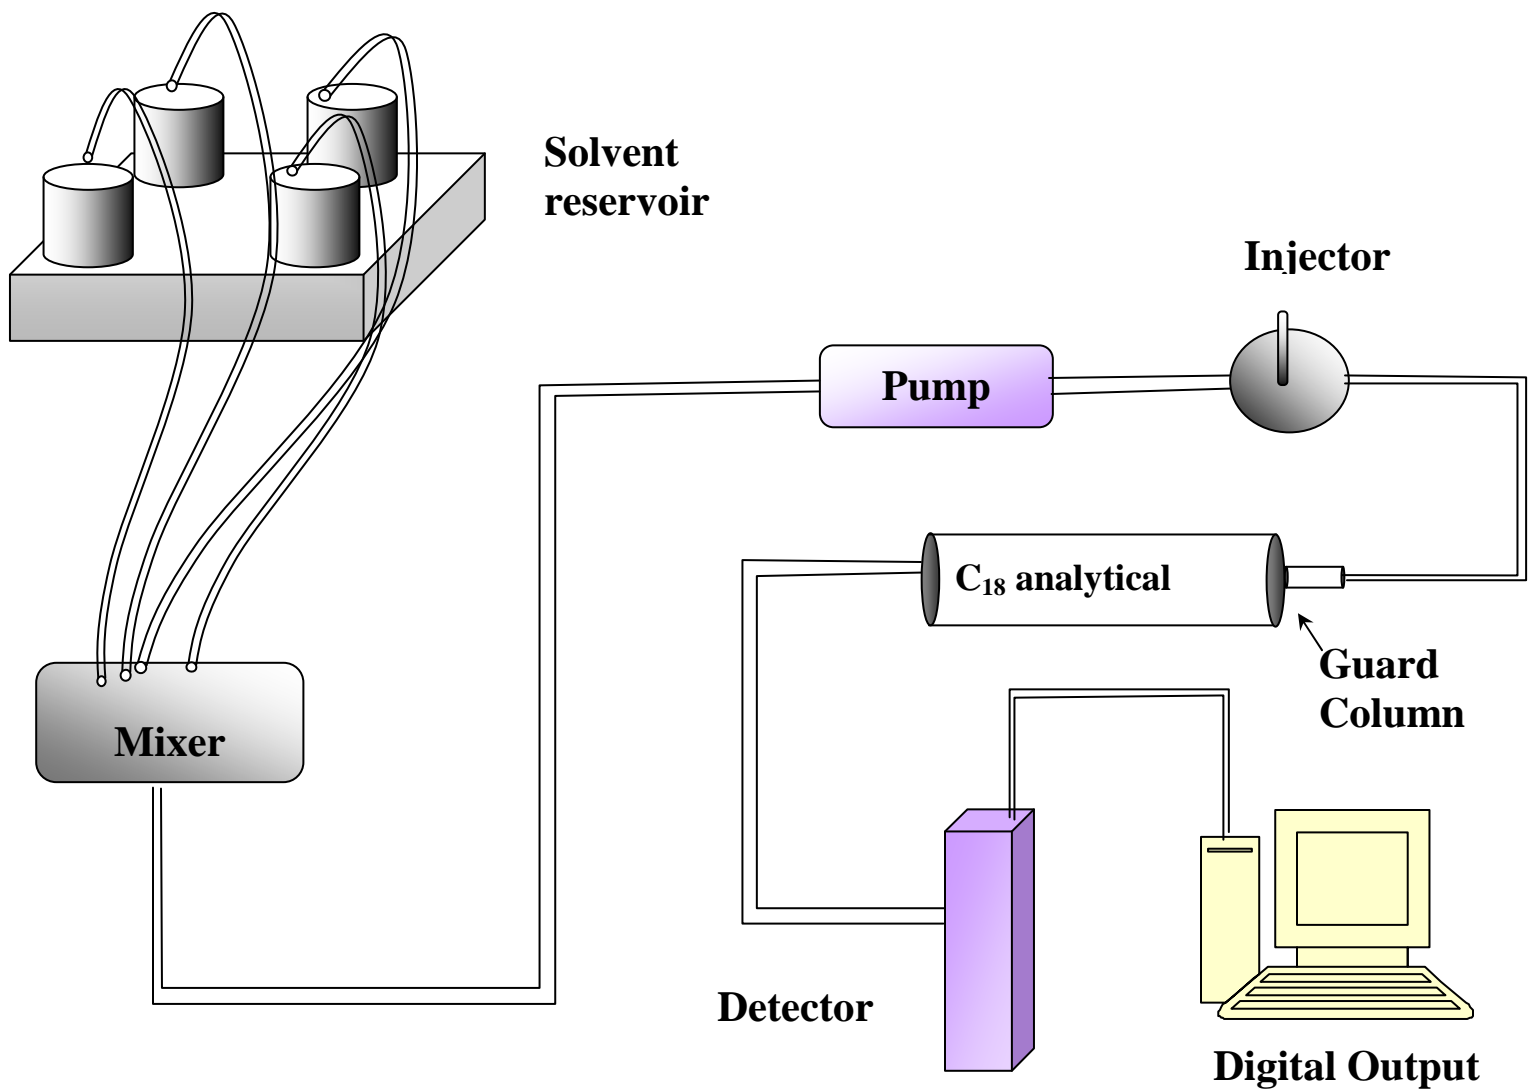 Solvent
reservoir
Injector
Pump
C₁₈ analytical
Guard
Column
Mixer
Detector
Digital Output